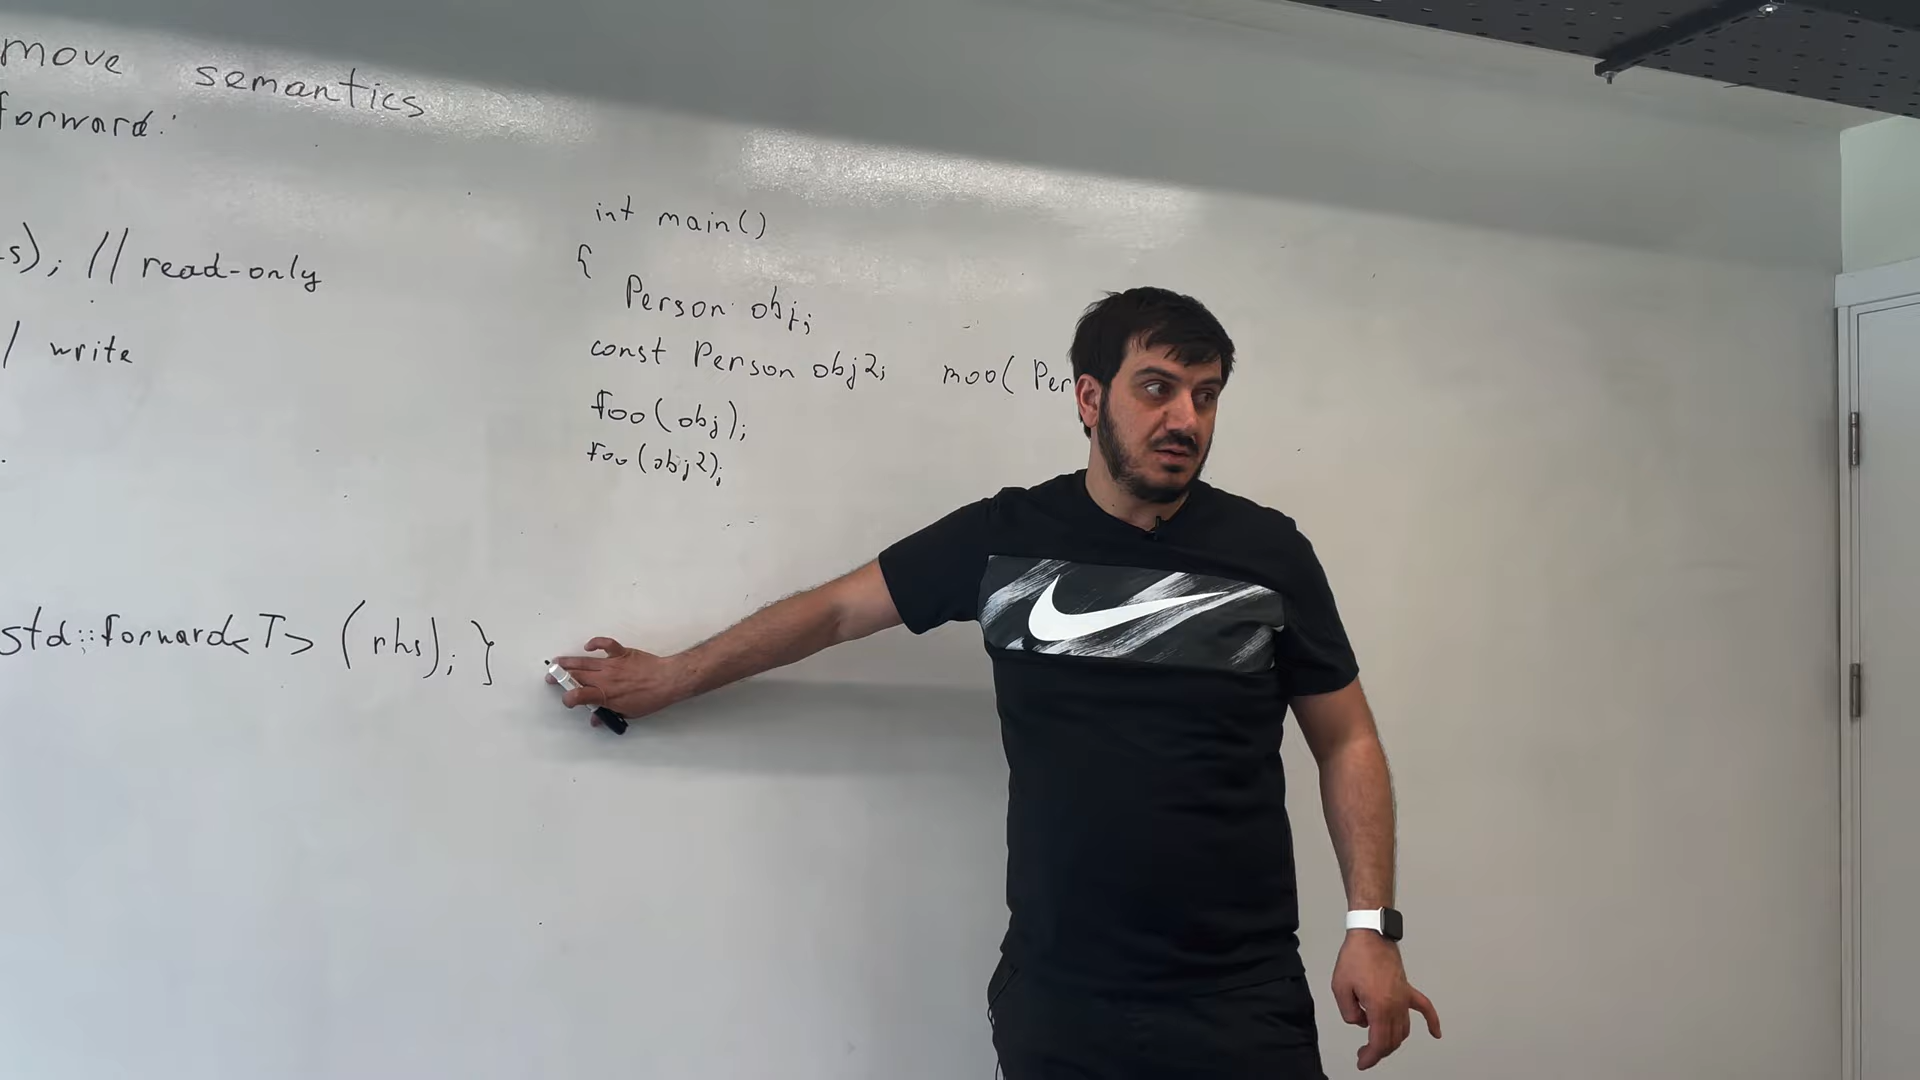 move semantics
forward:
s); // read-only
/ write
int main()
{
Person obj;
const Person obj2; moo( Per
foo(obj);
foo(obj2);
std::forward<T> (rhs); }